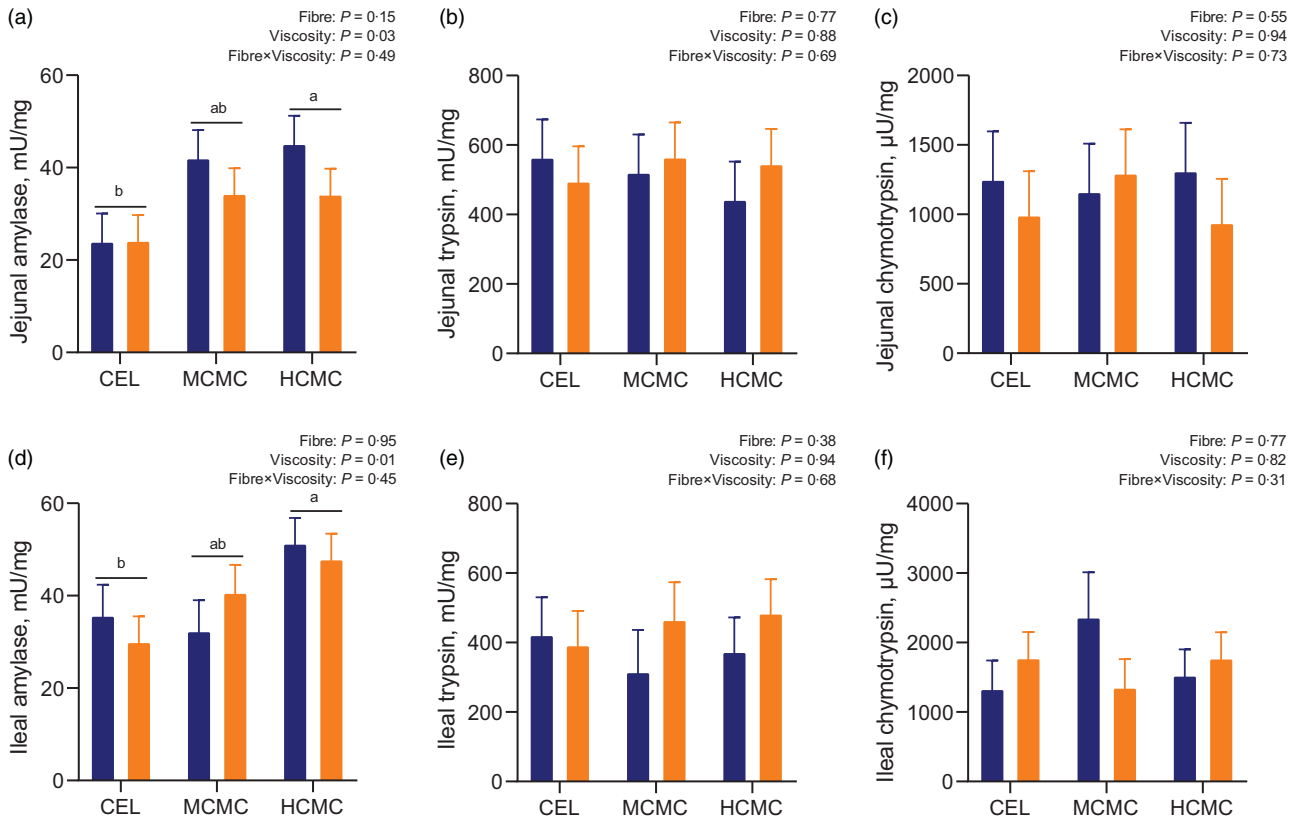 (a)
Fibre: P = 0·15
Viscosity: P = 0·03
Fibre×Viscosity: P = 0·49
Jejunal amylase, mU/mg
60
40
20
0
b
ab
a
CEL
MCMC
HCMC
(b)
Fibre: P = 0·77
Viscosity: P = 0·88
Fibre×Viscosity: P = 0·69
Jejunal trypsin, mU/mg
800
600
400
200
0
CEL
MCMC
HCMC
(c)
Fibre: P = 0·55
Viscosity: P = 0·94
Fibre×Viscosity: P = 0·73
Jejunal chymotrypsin, µU/mg
2000
1500
1000
500
0
CEL
MCMC
HCMC
(d)
Fibre: P = 0·95
Viscosity: P = 0·01
Fibre×Viscosity: P = 0·45
Ileal amylase, mU/mg
60
40
20
0
b
ab
a
CEL
MCMC
HCMC
(e)
Fibre: P = 0·38
Viscosity: P = 0·94
Fibre×Viscosity: P = 0·68
Ileal trypsin, mU/mg
800
600
400
200
0
CEL
MCMC
HCMC
(f)
Fibre: P = 0·77
Viscosity: P = 0·82
Fibre×Viscosity: P = 0·31
Ileal chymotrypsin, µU/mg
4000
3000
2000
1000
0
CEL
MCMC
HCMC